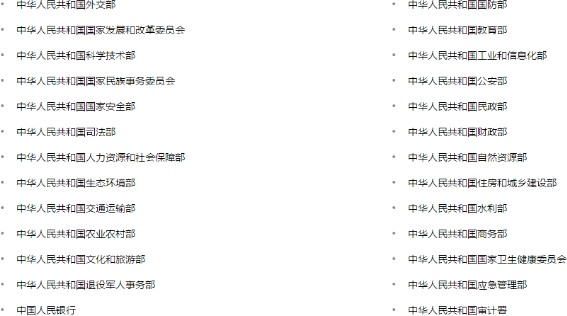 中华人民共和国外交部
中华人民共和国国防部
中华人民共和国国家发展和改革委员会
中华人民共和国教育部
中华人民共和国科学技术部
中华人民共和国工业和信息化部
中华人民共和国国家民族事务委员会
中华人民共和国公安部
中华人民共和国国家安全部
中华人民共和国民政部
中华人民共和国司法部
中华人民共和国财政部
中华人民共和国人力资源和社会保障部
中华人民共和国自然资源部
中华人民共和国生态环境部
中华人民共和国住房和城乡建设部
中华人民共和国交通运输部
中华人民共和国水利部
中华人民共和国农业农村部
中华人民共和国商务部
中华人民共和国文化和旅游部
中华人民共和国国家卫生健康委员会
中华人民共和国退役军人事务部
中华人民共和国应急管理部
中国人民银行
中华人民共和国审计署